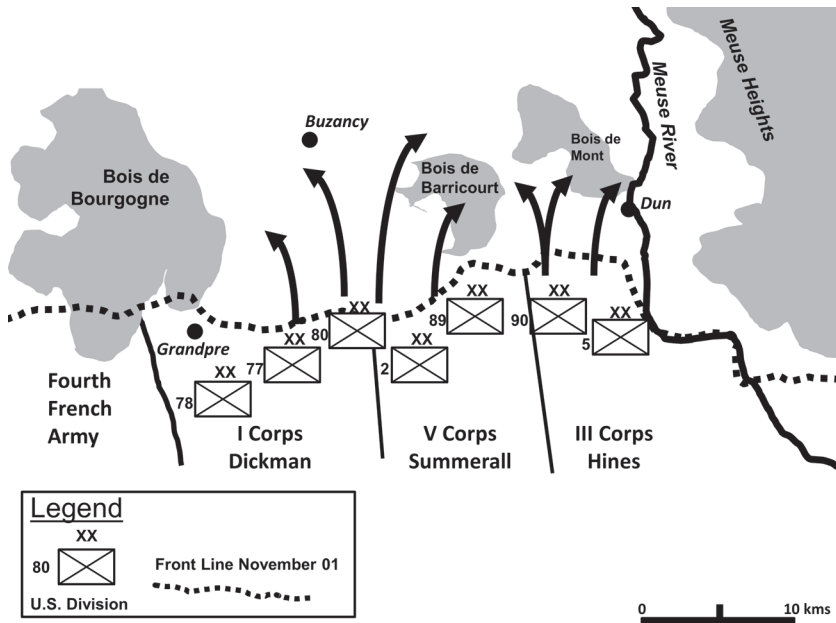 Meuse Heights
Meuse River
Buzancy
Bois de
Mont
Bois de
Barricourt
Bois de
Bourgogne
Dun
XX
90
XX
89
XX
80
XX
5
Grandpre
XX
77
XX
2
XX
78
Fourth
French
Army
I Corps
Dickman
V Corps
Summerall
III Corps
Hines
Legend
XX
80
U.S. Division
Front Line November 01
0 10 kms